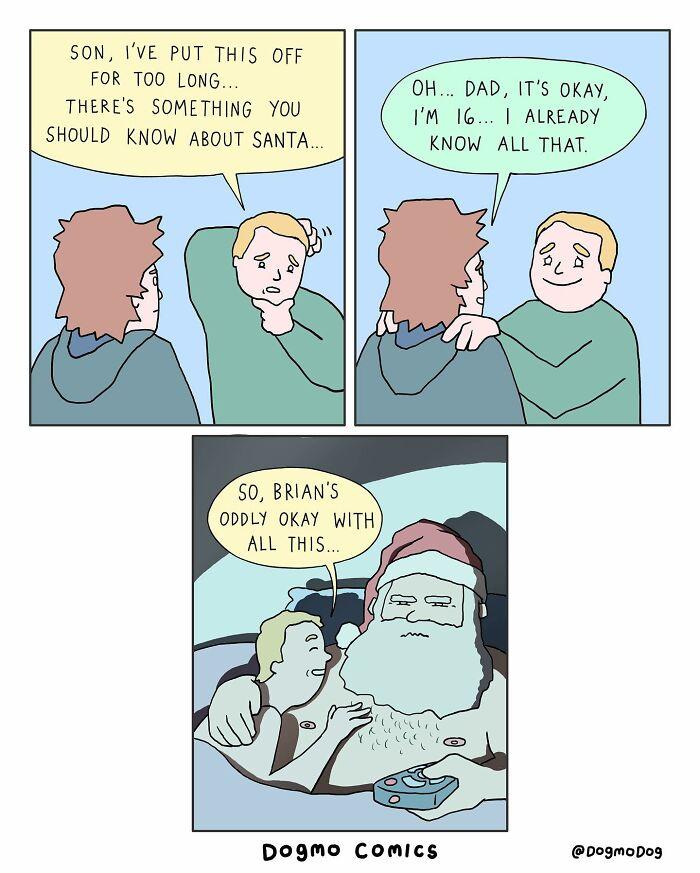 SON, I'VE PUT THIS OFF
FOR TOO LONG...
THERE'S SOMETHING YOU
SHOULD KNOW ABOUT SANTA...
OH... DAD, IT'S OKAY,
I'M 16... I ALREADY
KNOW ALL THAT.
SO, BRIAN'S
ODDLY OKAY WITH
ALL THIS...
DOgmo COmIcs
@DogmoDog